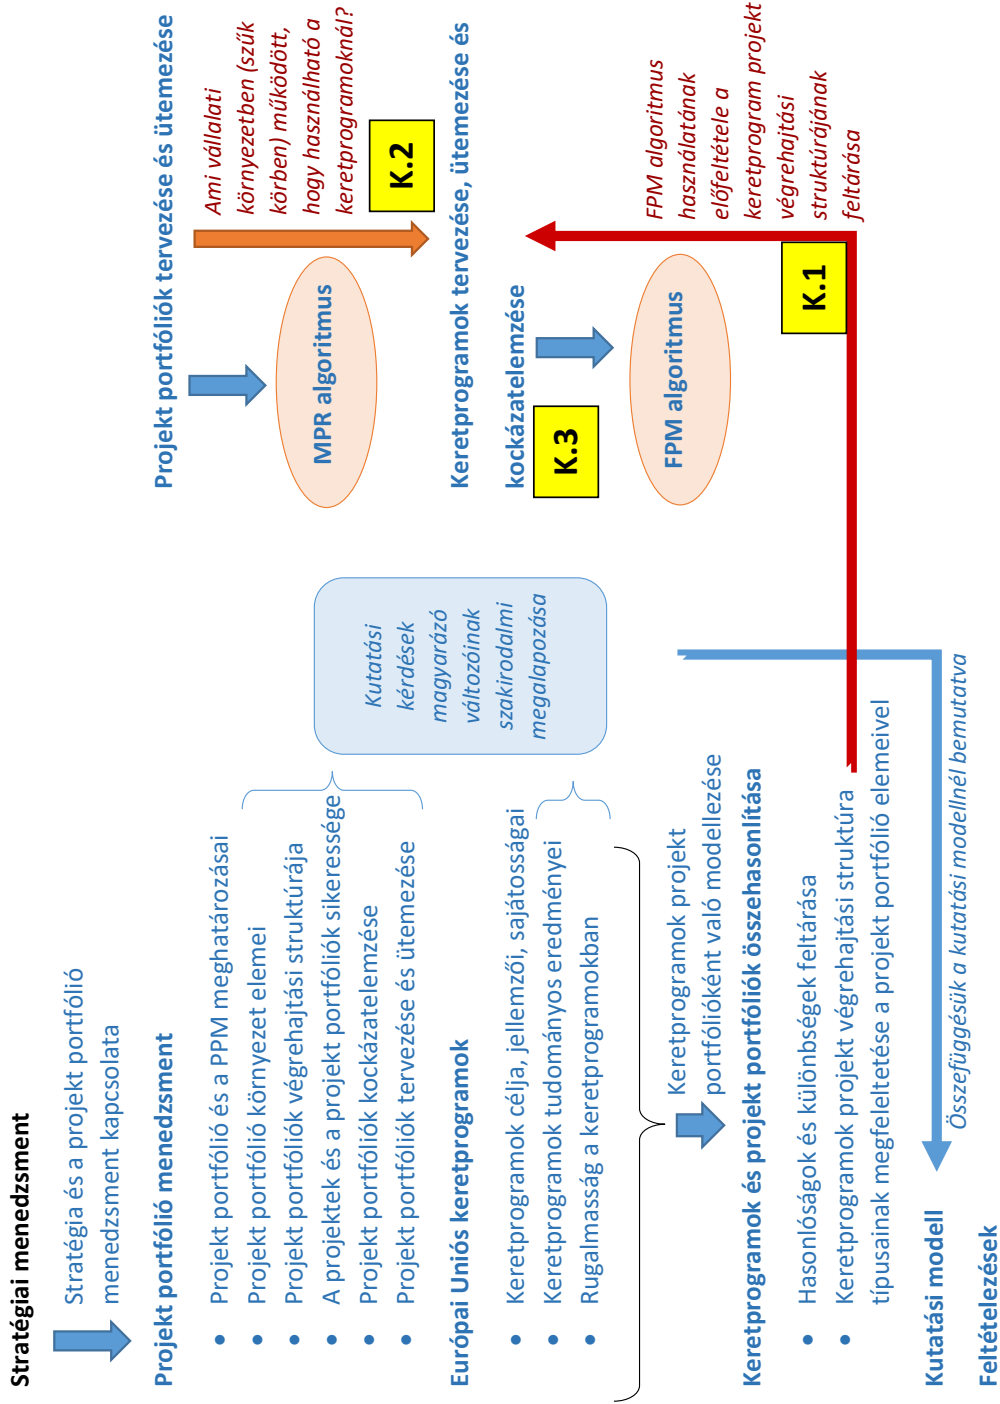 Stratégiai menedzsment
Stratégia és a projekt portfólió
menedzsment kapcsolata
Projekt portfólió menedzsment
• Projekt portfólió és a PPM meghatározásai
• Projekt portfólió környezet elemei
• Projekt portfóliók végrehajtási struktúrája
• A projektek és a projekt portfóliók sikeressége
• Projekt portfóliók kockázatelemzése
• Projekt portfóliók tervezése és ütemezése
Európai Uniós keretprogramok
• Keretprogramok célja, jellemzői, sajátosságai
• Keretprogramok tudományos eredményei
• Rugalmasság a keretprogramokban
Keretprogramok projekt
portfólióként való modellezése
Keretprogramok és projekt portfóliók összehasonlítása
• Hasonlóságok és különbségek feltárása
• Keretprogramok projekt végrehajtási struktúra
típusainak megfeleltetése a projekt portfólió elemeivel
Kutatási modell
Összefüggésük a kutatási modellnél bemutatva
Feltételezések
Kutatási
kérdések
magyarázó
változóinak
szakirodalmi
megalapozása
Projekt portfóliók tervezése és ütemezése
MPR algoritmus
Ami vállalati
környezetben (szűk
körben) működött,
hogy használható a
keretprogramoknál?
K.2
Keretprogramok tervezése, ütemezése és
kockázatelemzése
K.3
FPM algoritmus
FPM algoritmus
használatának
előfeltétele a
keretprogram projekt
végrehajtási
struktúrájának
feltárása
K.1